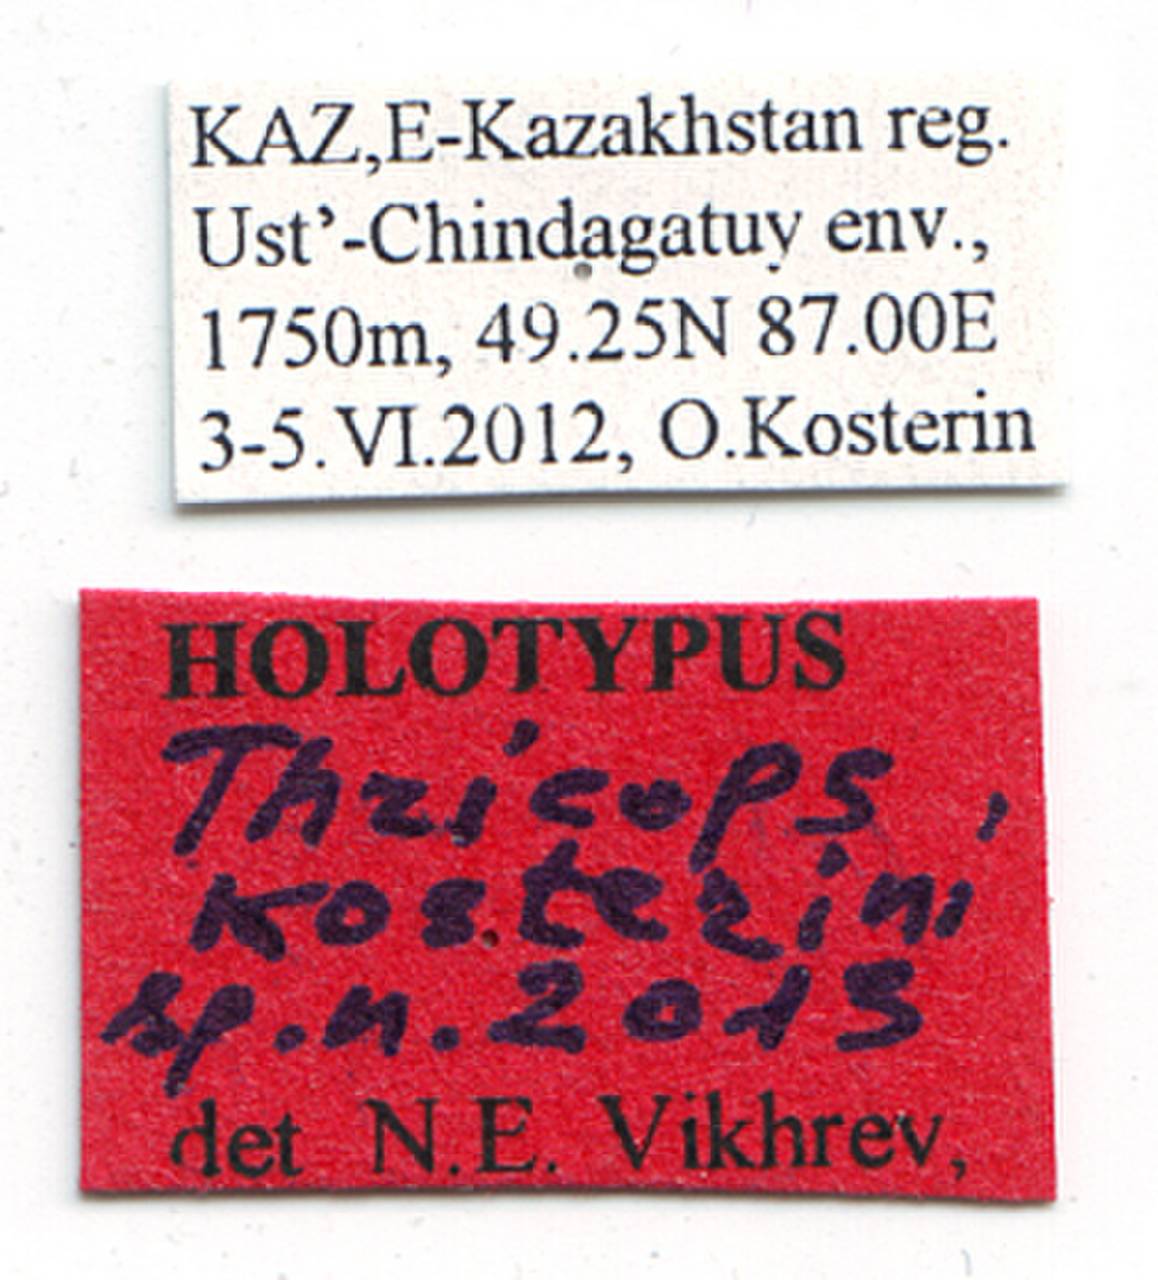 KAZ,E-Kazakhstan reg.
Ust’-Chindagatuy env.,
1750m, 49.25N 87.00E
3-5.VI.2012, O.Kosterin
HOLOTYPUS
Thricops
kosterini
sp.n. 2013
det N.E. Vikhrev,